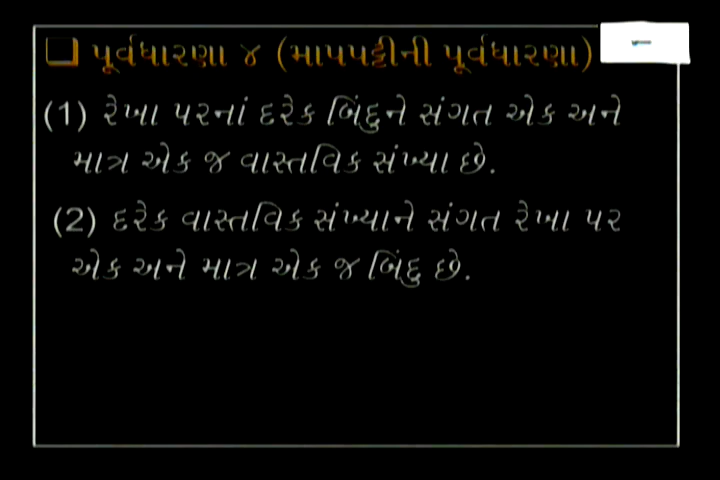 ❑ પૂર્વધારણા ૪ (માપપટ્ટીની પૂર્વધારણા)
(1) રેખા પરનાં દરેક બિંદુને સંગત એક અને
માત્ર એક જ વાસ્તવિક સંખ્યા છે.
(2) દરેક વાસ્તવિક સંખ્યાને સંગત રેખા પર
એક અને માત્ર એક જ બિંદુ છે.